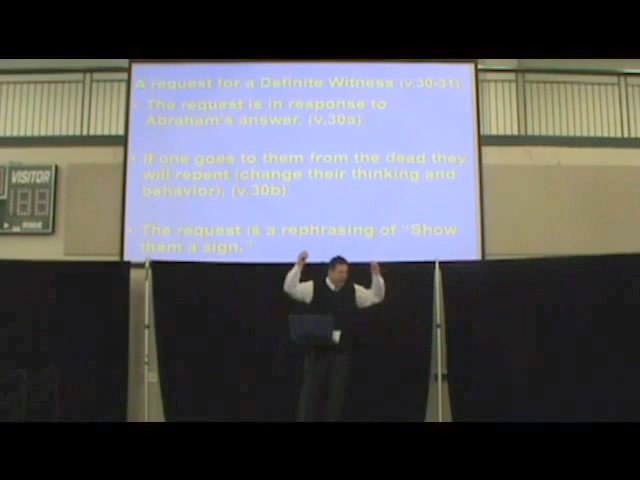 A request for a Definite Witness (v.30-31)
• The request is in response to
Abraham's answer. (v.30a)
• If one goes to them from the dead they
will repent (change their thinking and
behavior). (v.30b)
• The request is a rephrasing of “Show
them a sign.”
VISITOR
188